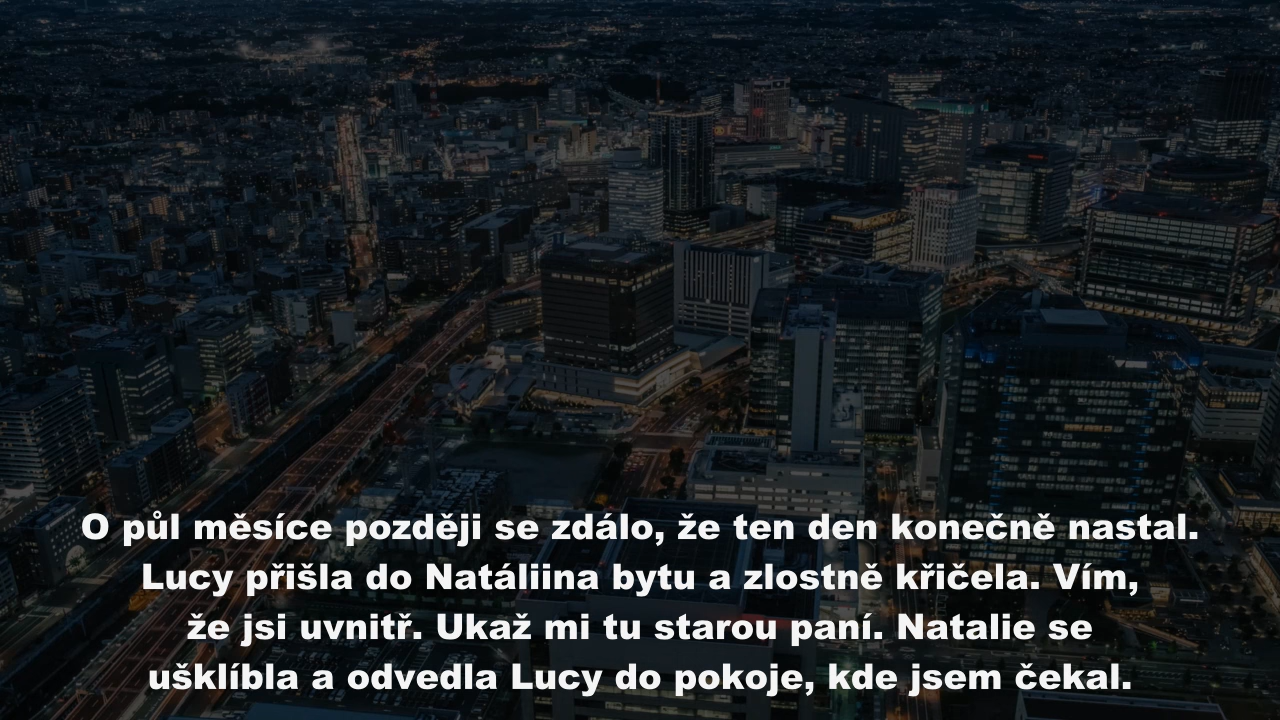 O půl měsíce později se zdálo, že ten den konečně nastal.
Lucy přišla do Natáliina bytu a zlostně křičela. Vím,
že jsi uvnitř. Ukaž mi tu starou paní. Natalie se
ušklíbla a odvedla Lucy do pokoje, kde jsem čekal.